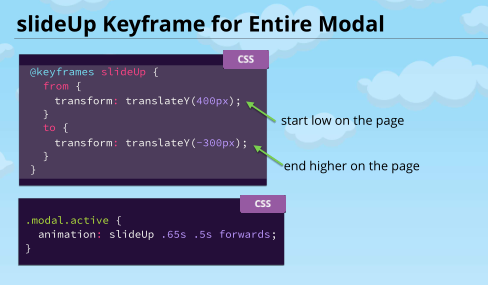 slideUp Keyframe for Entire Modal
CSS
@keyframes slideUp {
from {
transform: translateY(400px);
}
start low on the page
to {
transform: translateY(-300px);
}
end higher on the page
}
CSS
.modal.active {
animation: slideUp .65s .5s forwards;
}